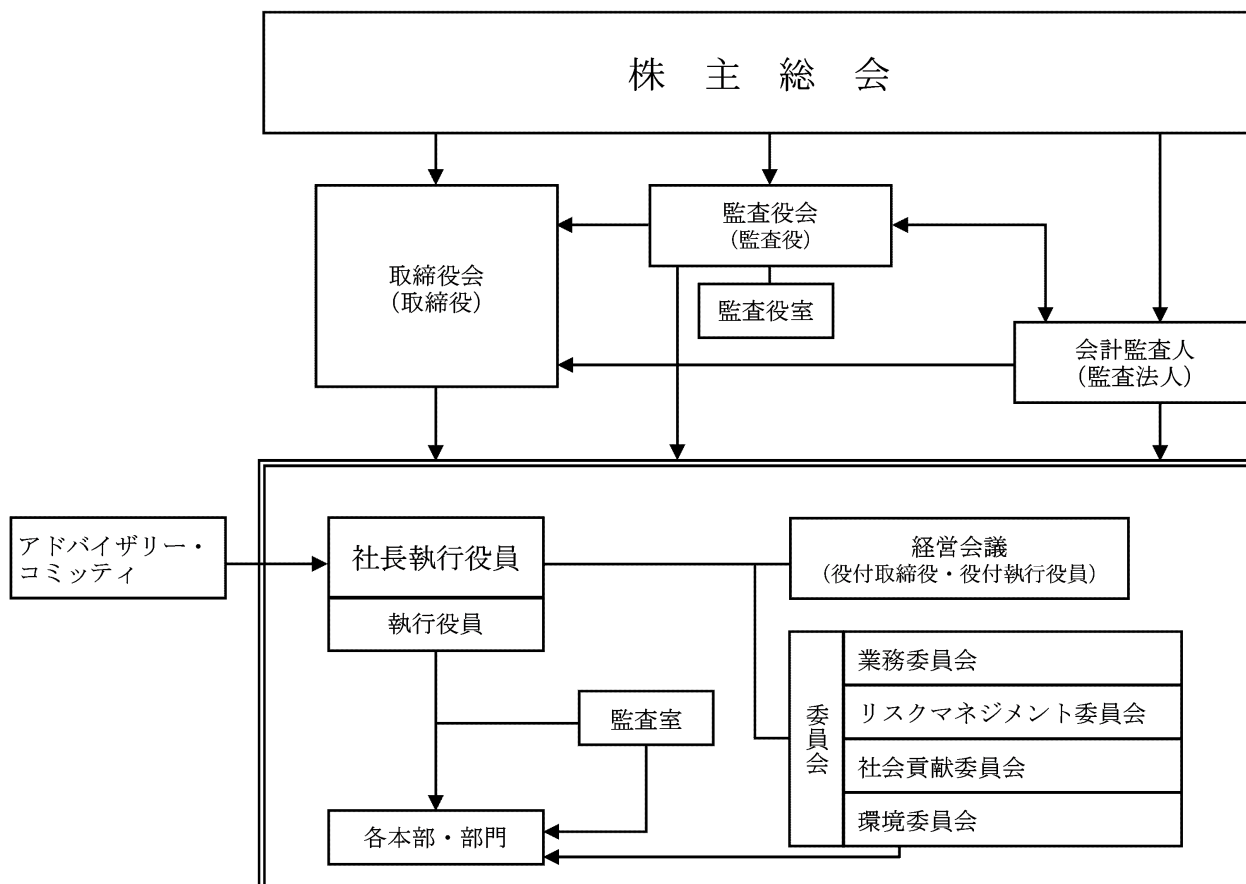 株主総会
監査役会
（監査役）
取締役会
（取締役）
監査役室
会計監査人
（監査法人）
アドバイザリー・
コミッティ
社長執行役員
執行役員
経営会議
（役付取締役・役付執行役員）
委員会
業務委員会
リスクマネジメント委員会
社会貢献委員会
環境委員会
監査室
各本部・部門